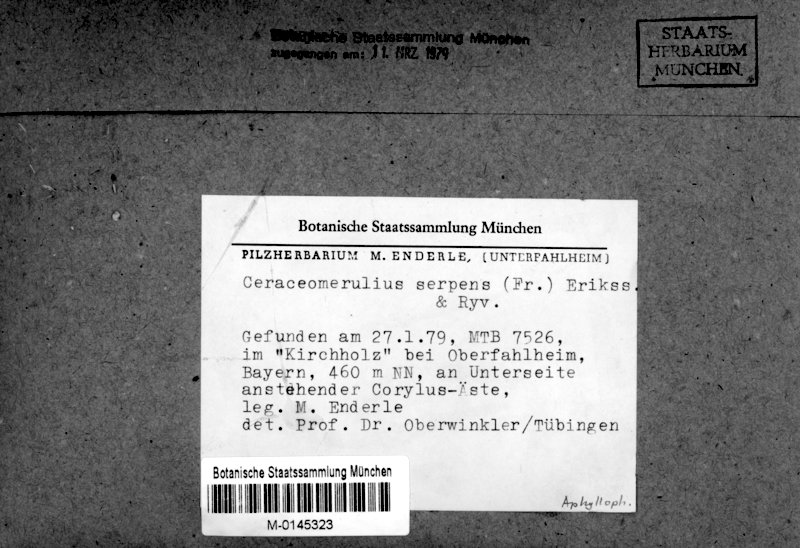 Botanische Staatssammlung München
zugegangen am: 11. MRZ. 1979
STAATS-
HERBARIUM
MÜNCHEN
Botanische Staatssammlung München
PILZHERBARIUM M. ENDERLE, (UNTERFAHLHEIM)
Ceraceomerulius serpens (Fr.) Erikss.
& Ryv.
Gefunden am 27.1.79, MTB 7526,
im "Kirchholz" bei Oberfahlheim,
Bayern, 460 m NN, an Unterseite
anstehender Corylus-Äste,
leg. M. Enderle
det. Prof. Dr. Oberwinkler/Tübingen
Aphylloph.
Botanische Staatssammlung München
M-0145323